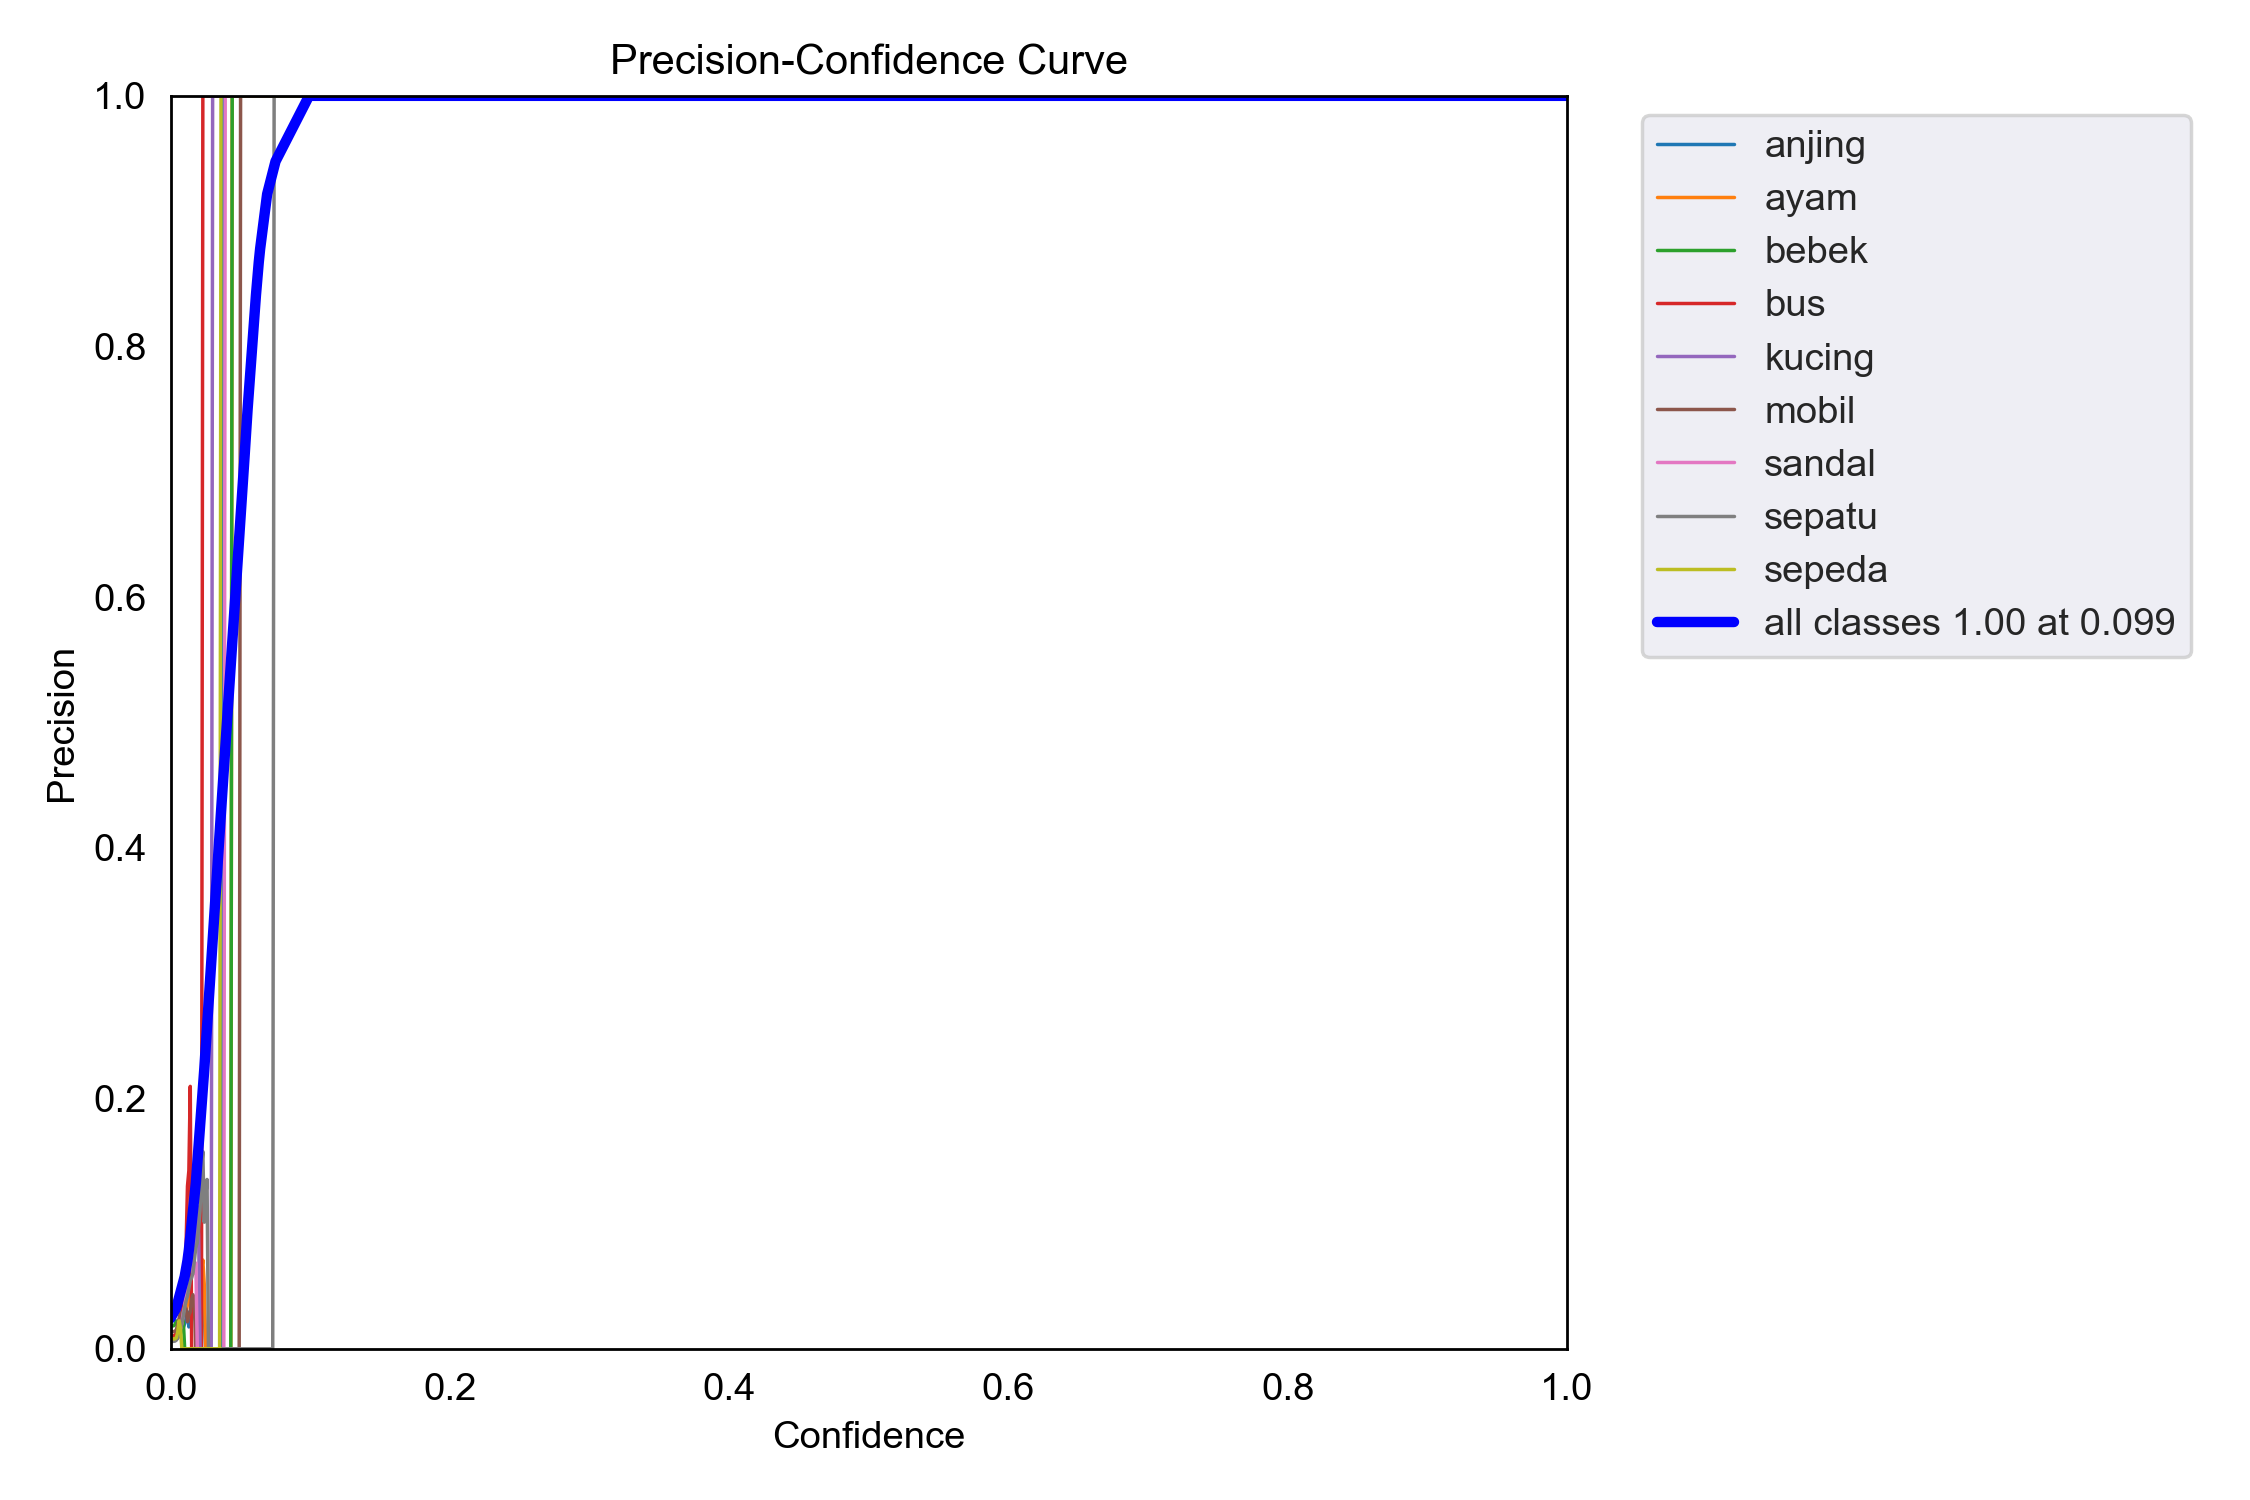 Precision-Confidence Curve
1.0
0.8
0.6
0.4
0.2
0.0
Precision
0.0 0.2 0.4 0.6 0.8 1.0
Confidence
anjing
ayam
bebek
bus
kucing
mobil
sandal
sepatu
sepeda
all classes 1.00 at 0.099